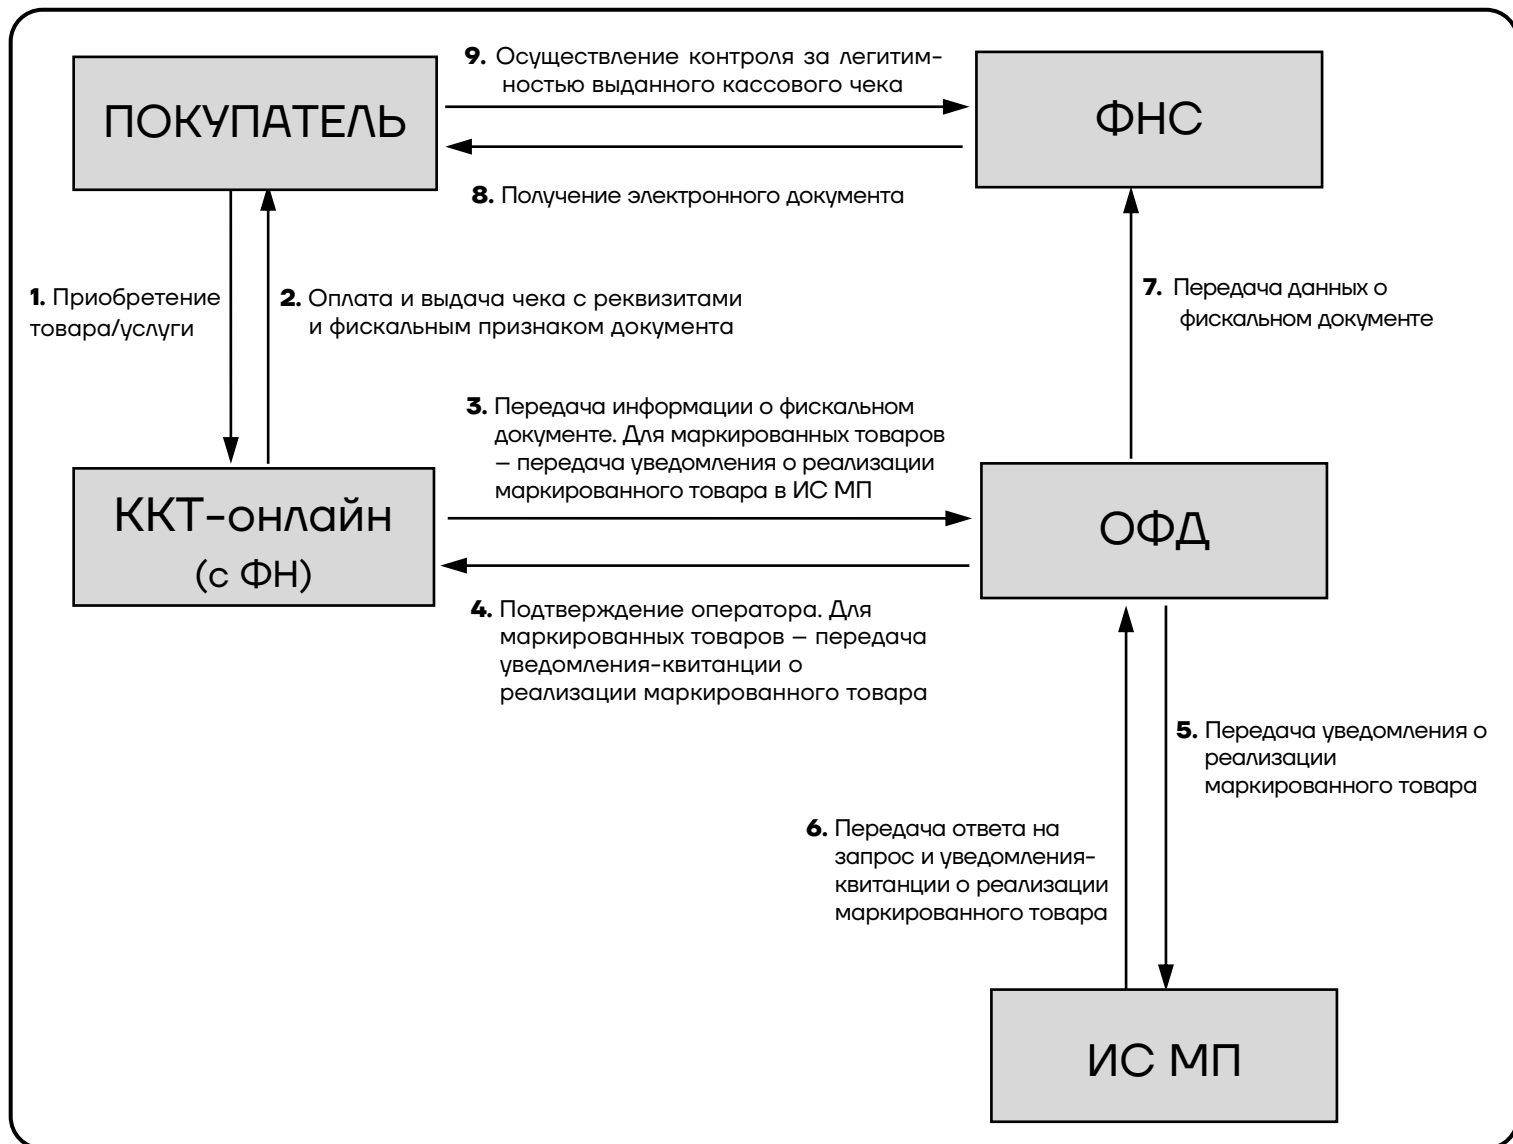 9. Осуществление контроля за легитим-
ностью выданного кассового чека
ПОКУПАТЕЛЬ
ФНС
8. Получение электронного документа
1. Приобретение
товара/услуги
2. Оплата и выдача чека с реквизитами
и фискальным признаком документа
7. Передача данных о
фискальном документе
3. Передача информации о фискальном
документе. Для маркированных товаров
– передача уведомления о реализации
маркированного товара в ИС МП
ККТ-онлайн
(с ФН)
ОФД
4. Подтверждение оператора. Для
маркированных товаров – передача
уведомления-квитанции о
реализации маркированного товара
5. Передача уведомления о
реализации
маркированного товара
6. Передача ответа на
запрос и уведомления-
квитанции о реализации
маркированного товара
ИС МП